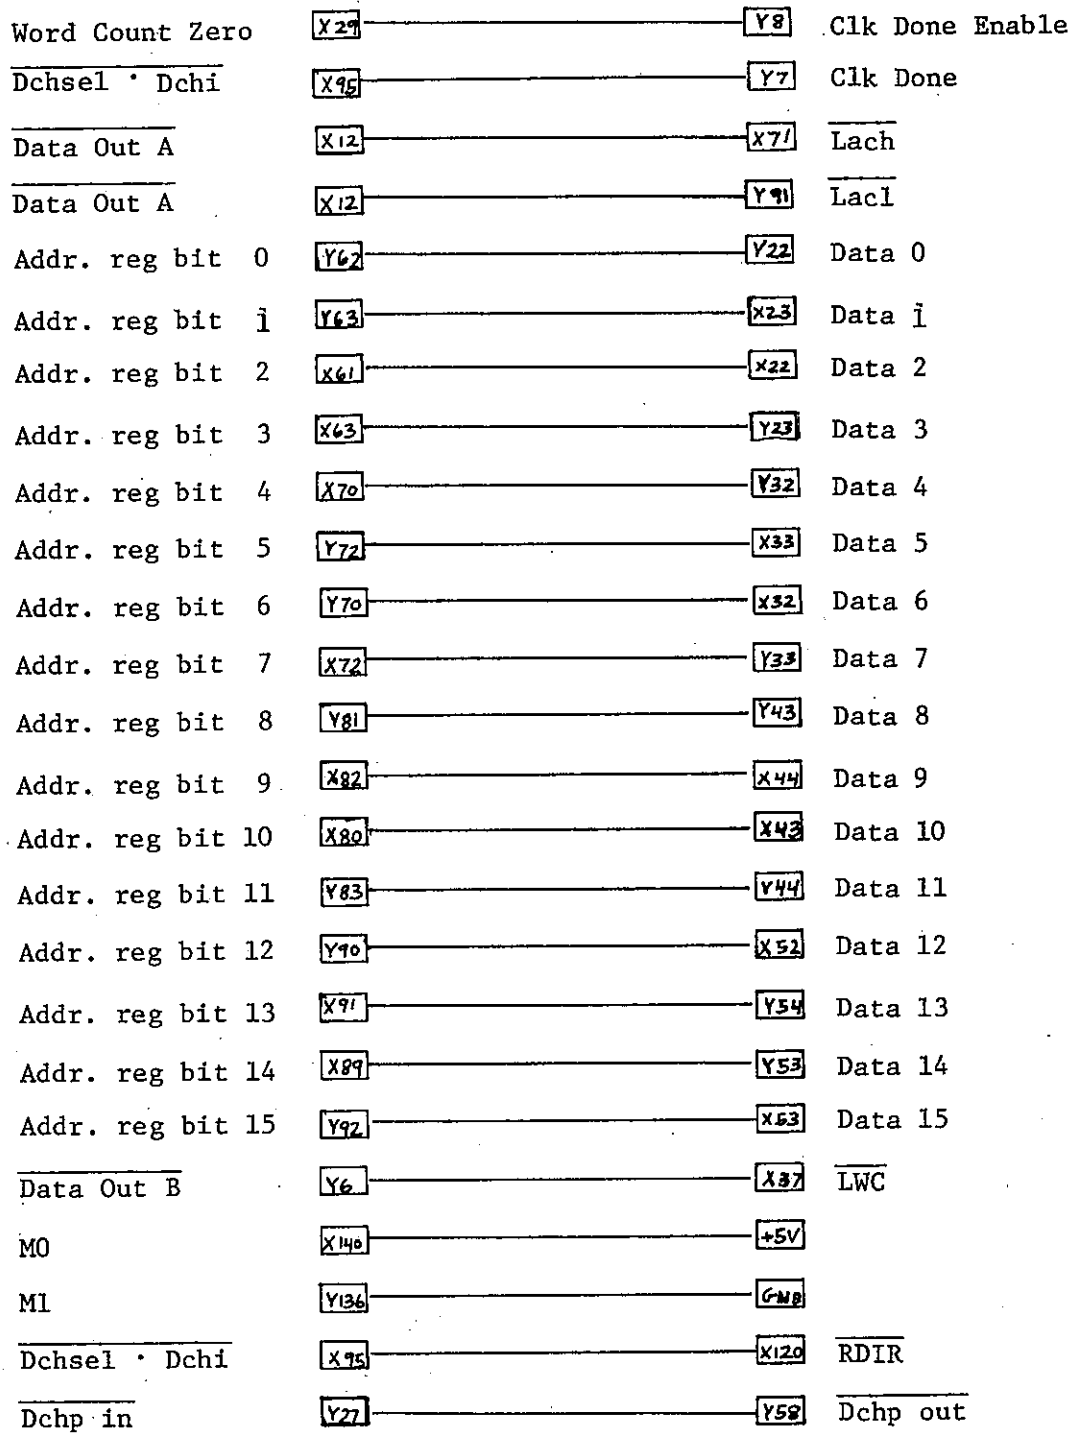 Word Count Zero X29 Y8 Clk Done Enable
Dchsel · Dchi X95 Y7 Clk Done
Data Out A X12 X71 Lach
Data Out A X12 Y91 Lacl
Addr. reg bit 0 Y62 Y22 Data 0
Addr. reg bit 1 Y63 X23 Data 1
Addr. reg bit 2 X61 X22 Data 2
Addr. reg bit 3 X63 Y23 Data 3
Addr. reg bit 4 X70 Y32 Data 4
Addr. reg bit 5 Y72 X33 Data 5
Addr. reg bit 6 Y70 X32 Data 6
Addr. reg bit 7 X72 Y33 Data 7
Addr. reg bit 8 Y81 Y43 Data 8
Addr. reg bit 9 X82 X44 Data 9
Addr. reg bit 10 X80 X43 Data 10
Addr. reg bit 11 Y83 Y44 Data 11
Addr. reg bit 12 Y90 X52 Data 12
Addr. reg bit 13 X91 Y54 Data 13
Addr. reg bit 14 X89 Y53 Data 14
Addr. reg bit 15 Y92 X53 Data 15
Data Out B Y6 X37 LWC
M0 X140 +5V
M1 Y136 GND
Dchsel · Dchi X95 X120 RDIR
Dchp in Y27 Y58 Dchp out